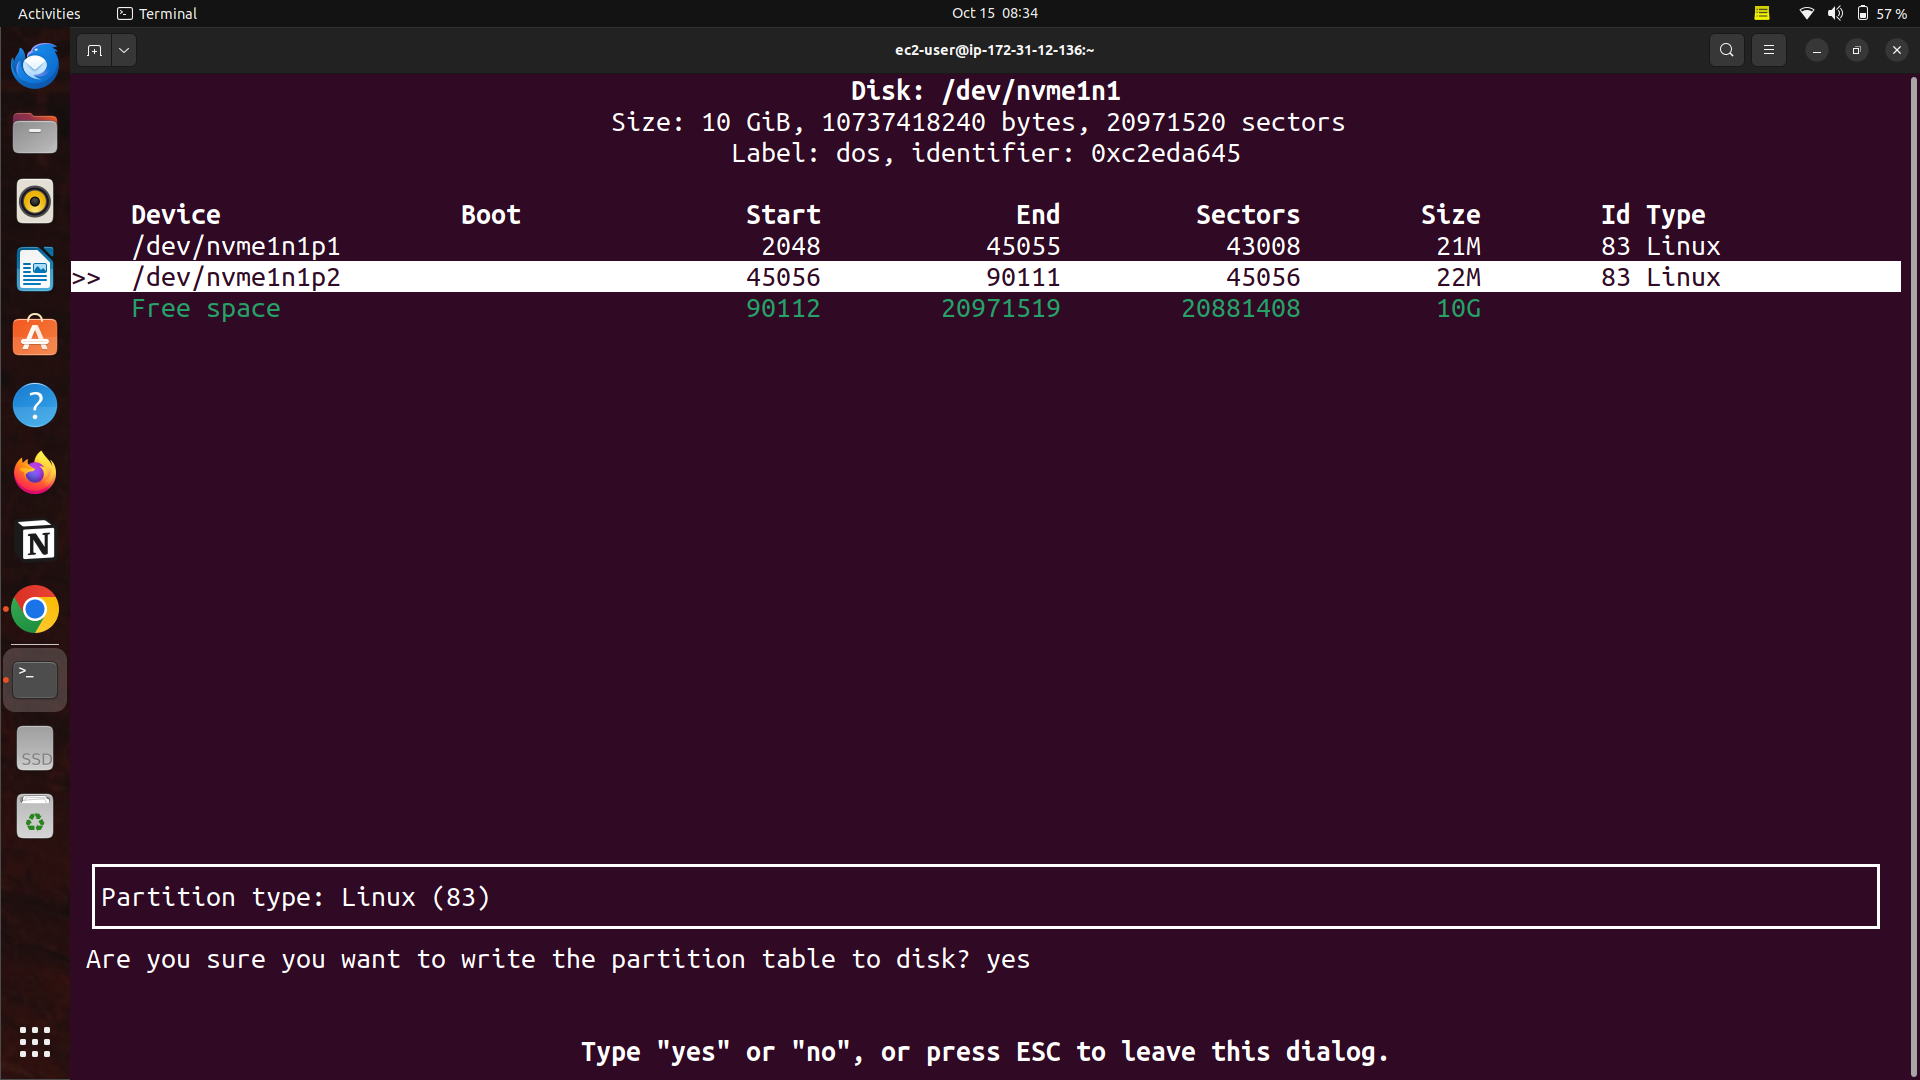 Activities Terminal Oct 15 08:34 57 %
ec2-user@ip-172-31-12-136:~
Disk: /dev/nvme1n1
Size: 10 GiB, 10737418240 bytes, 20971520 sectors
Label: dos, identifier: 0xc2eda645
Device Boot Start End Sectors Size Id Type
/dev/nvme1n1p1 2048 45055 43008 21M 83 Linux
>> /dev/nvme1n1p2 45056 90111 45056 22M 83 Linux
Free space 90112 20971519 20881408 10G
SSD
Partition type: Linux (83)
Are you sure you want to write the partition table to disk? yes
Type "yes" or "no", or press ESC to leave this dialog.